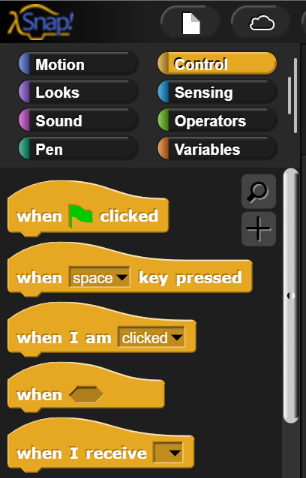 Snap!
Motion
Control
Looks
Sensing
Sound
Operators
Pen
Variables
when clicked
when space key pressed
when I am clicked
when
when I receive